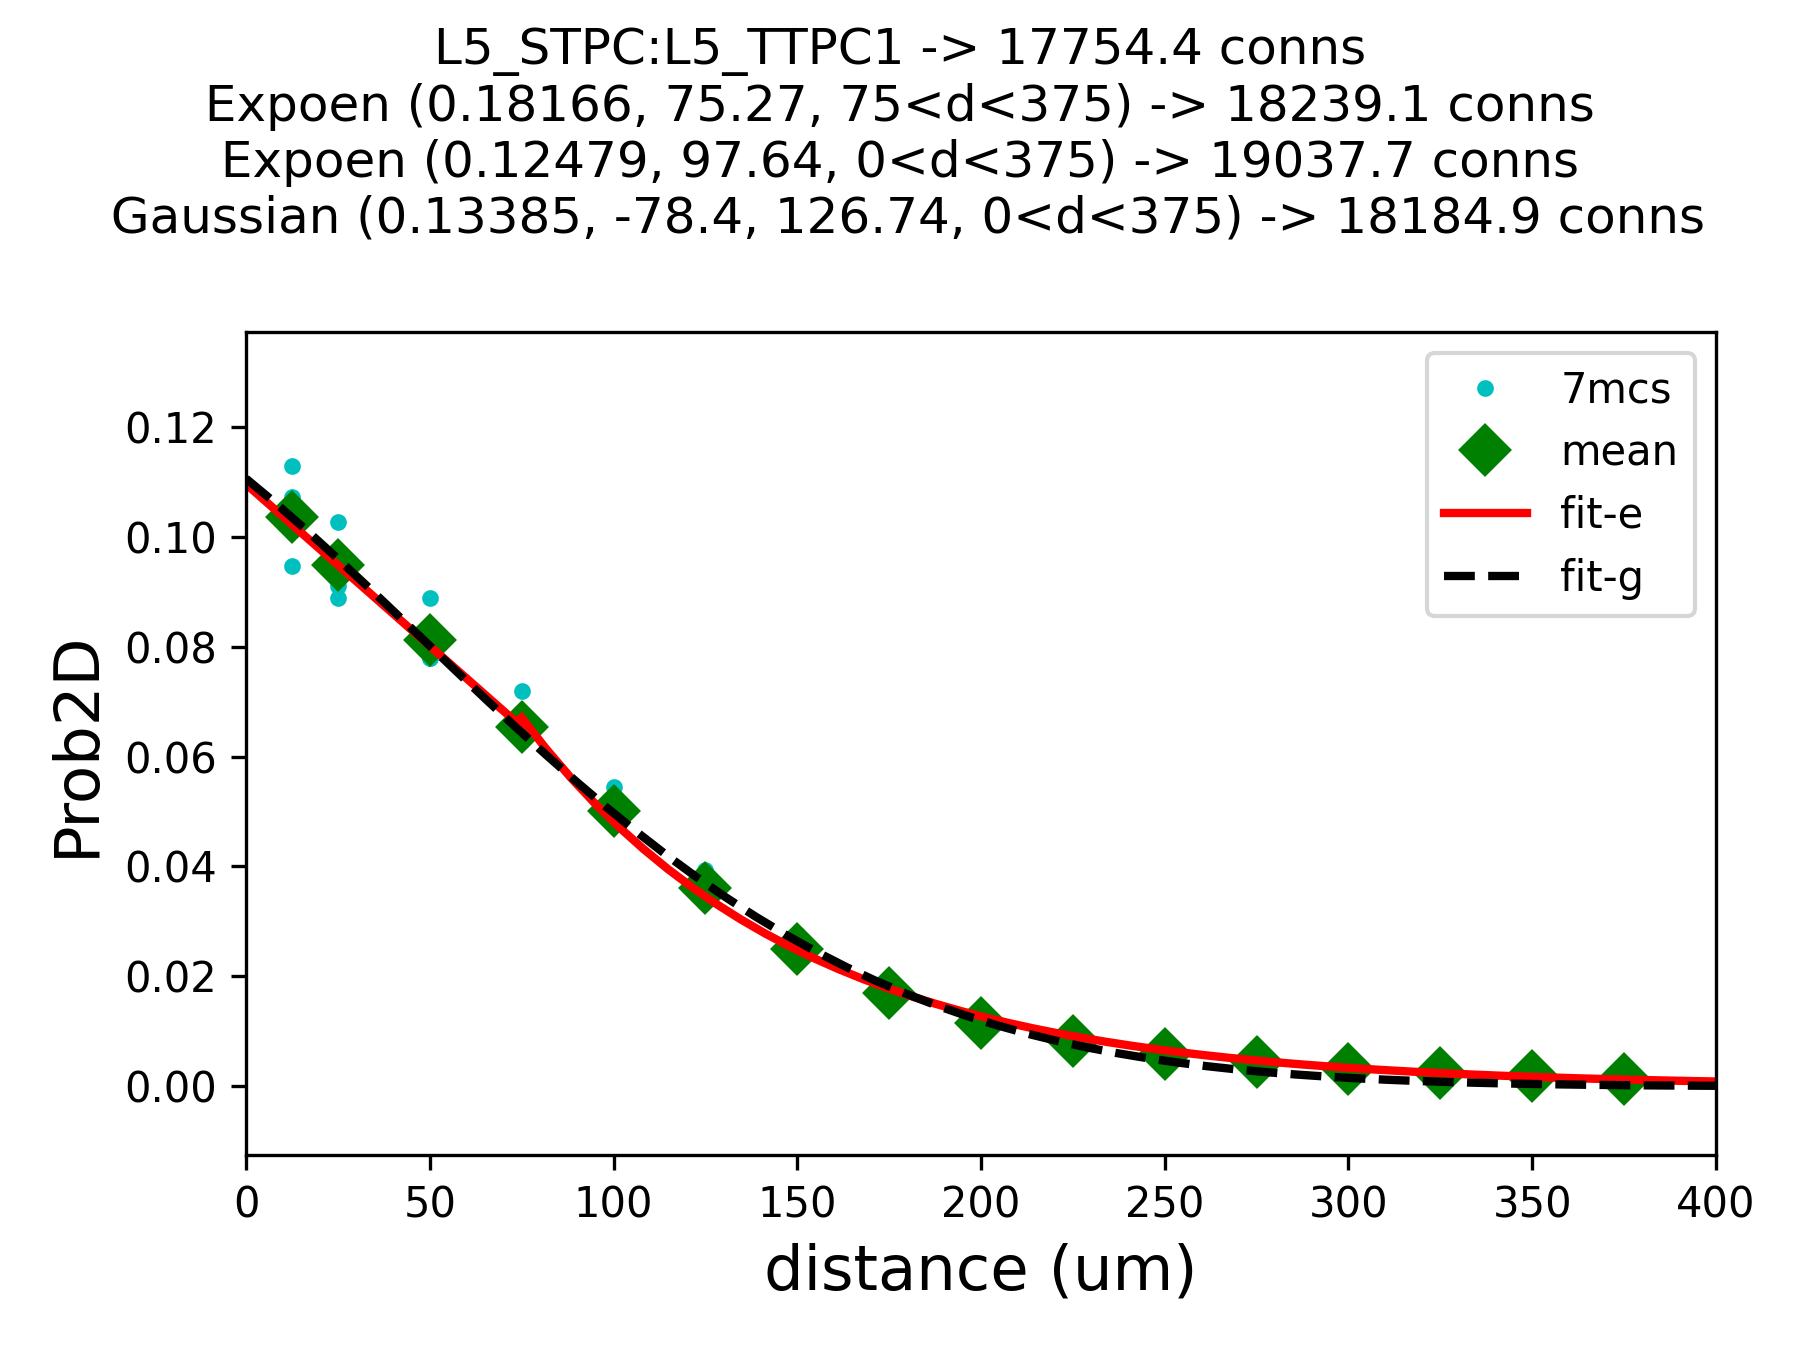 L5_STPC:L5_TTPC1 -> 17754.4 conns
Expoen (0.18166, 75.27, 75<d<375) -> 18239.1 conns
Expoen (0.12479, 97.64, 0<d<375) -> 19037.7 conns
Gaussian (0.13385, -78.4, 126.74, 0<d<375) -> 18184.9 conns
7mcs
mean
fit-e
fit-g
Prob2D
0.12
0.10
0.08
0.06
0.04
0.02
0.00
0 50 100 150 200 250 300 350 400
distance (um)